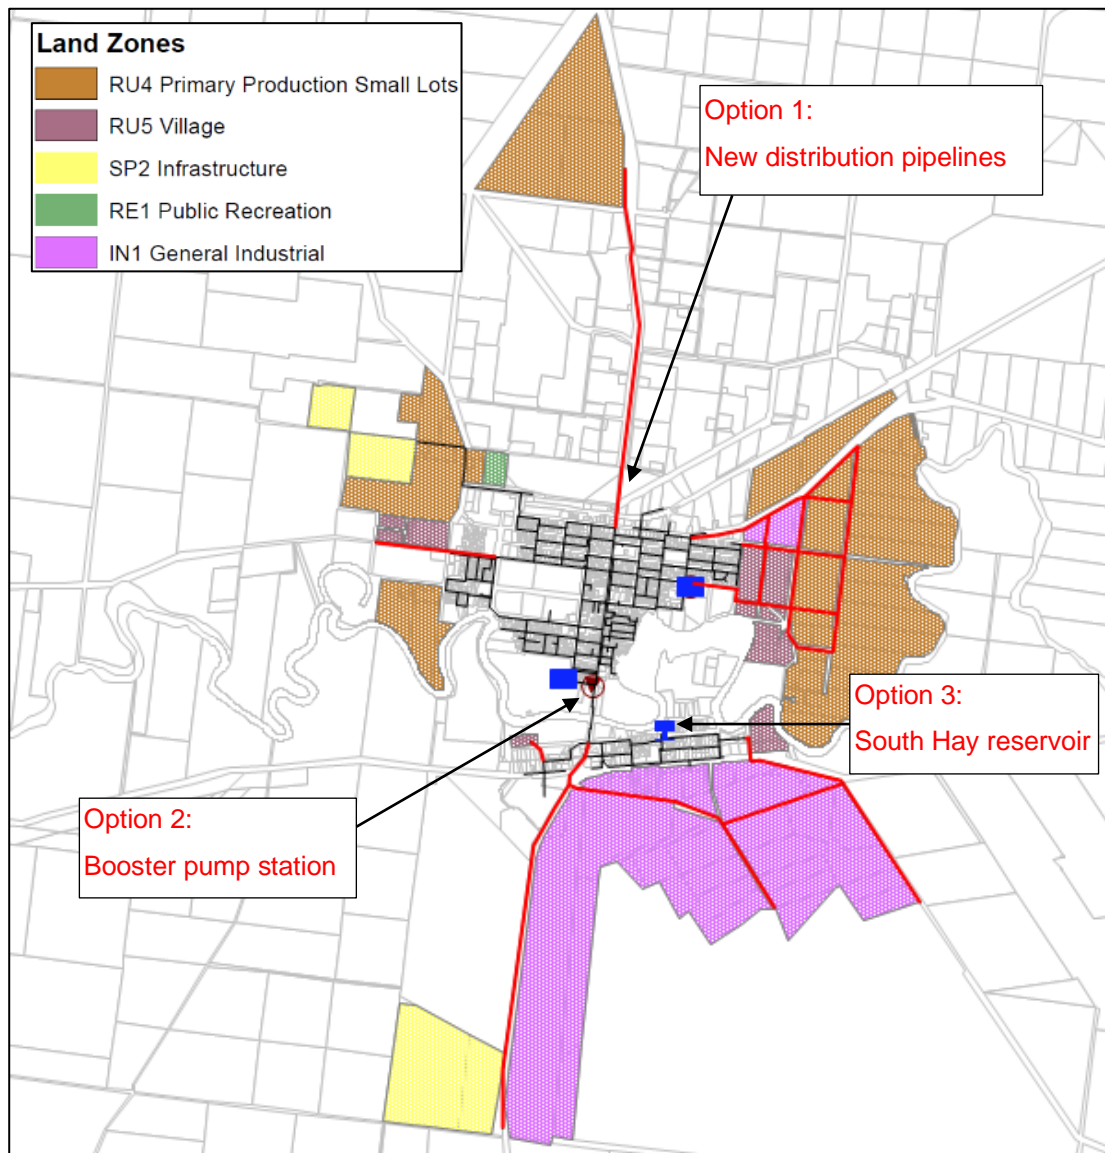 Land Zones
RU4 Primary Production Small Lots
RU5 Village
SP2 Infrastructure
RE1 Public Recreation
IN1 General Industrial
Option 1:
New distribution pipelines
Option 3:
South Hay reservoir
Option 2:
Booster pump station